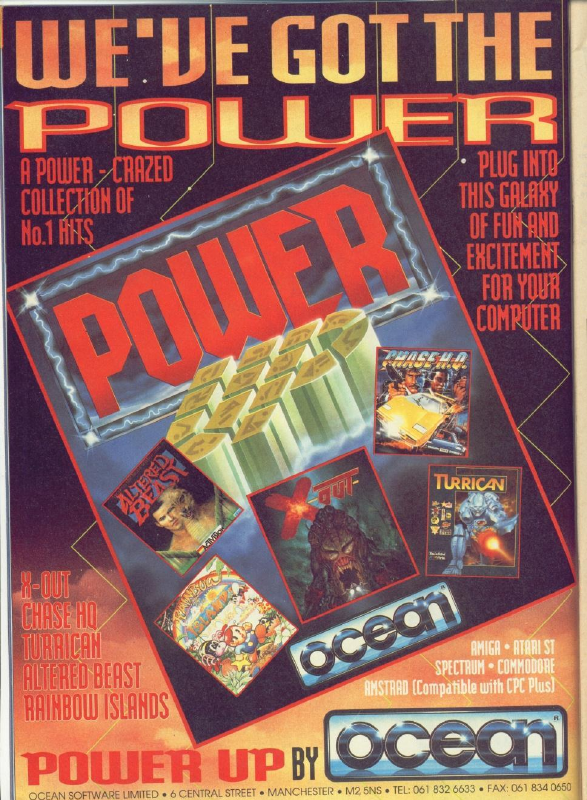 WE'VE GOT THE
POWER
A POWER - CRAZED
COLLECTION OF
No.1 HITS
PLUG INTO
THIS GALAXY
OF FUN AND
EXCITEMENT
FOR YOUR
COMPUTER
POWER
UP
CHASE H.Q.
ALTERED
BEAST
X-OUT
TURRICAN
RAINBOW
ISLANDS
ocean
X-OUT
CHASE HQ
TURRICAN
ALTERED BEAST
RAINBOW ISLANDS
AMIGA • ATARI ST
SPECTRUM • COMMODORE
AMSTRAD (Compatible with CPC Plus)
POWER UP BY ocean
OCEAN SOFTWARE LIMITED • 6 CENTRAL STREET • MANCHESTER • M2 5NS • TEL: 061 832 6633 • FAX: 061 834 0650